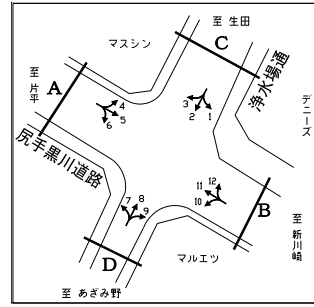 至 生田
マスシン
C
浄水場通
至 片平
A
デニーズ
4
5
6
3
2
1
尻手黒川道路
12
11
10
7
8
9
B
至 新川崎
D
マルエツ
至 あざみ野